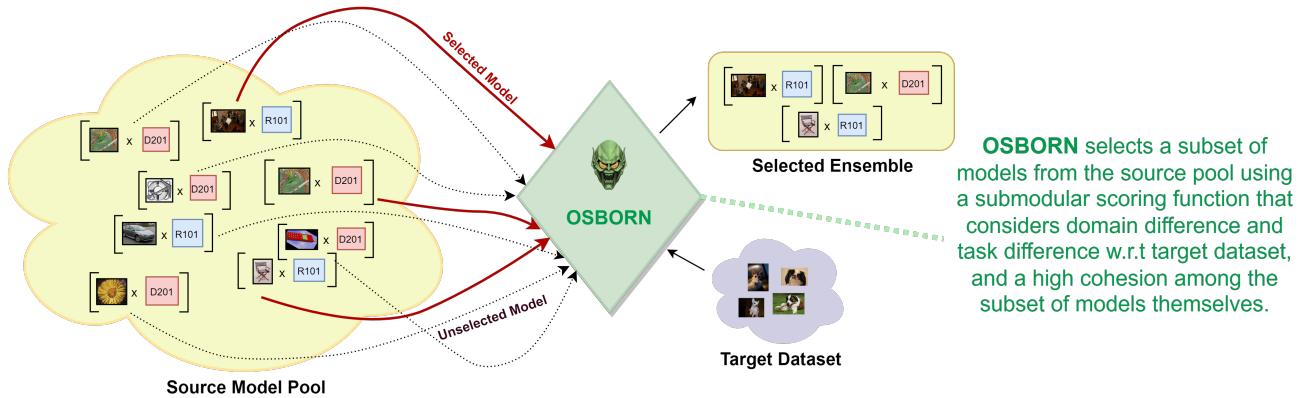 Selected Model
x R101
x D201
x D201
x D201
x R101
x D201
x R101
x D201
Unselected Model
Source Model Pool
OSBORN
x R101
x D201
x R101
Selected Ensemble
Target Dataset
OSBORN selects a subset of
models from the source pool using
a submodular scoring function that
considers domain difference and
task difference w.r.t target dataset,
and a high cohesion among the
subset of models themselves.